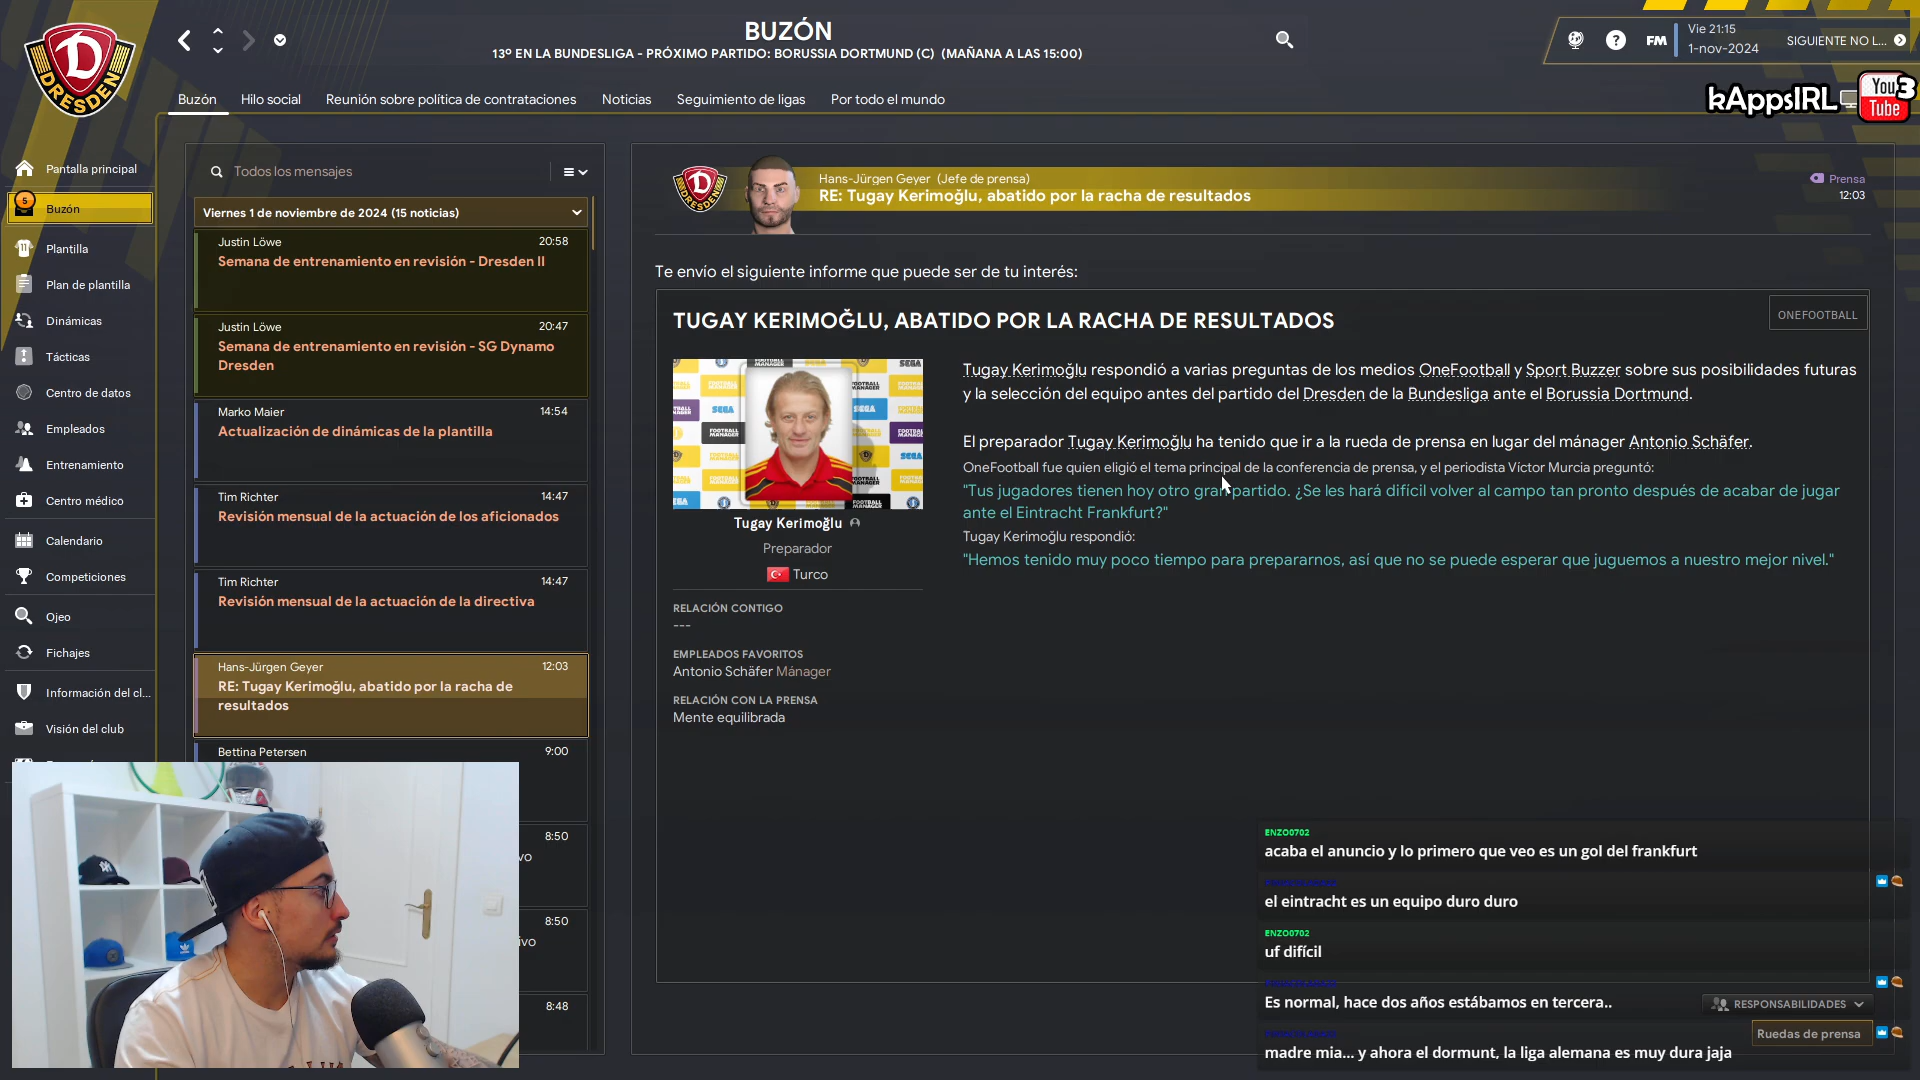 BUZÓN
13º EN LA BUNDESLIGA - PRÓXIMO PARTIDO: BORUSSIA DORTMUND (C) (MAÑANA A LAS 15:00)
FM
Vie 21:15
1-nov-2024
SIGUIENTE NO L...
DRESDEN
Buzón
Hilo social
Reunión sobre política de contrataciones
Noticias
Seguimiento de ligas
Por todo el mundo
kAppsIRL
You Tube
3
Pantalla principal
5
Buzón
Plantilla
Plan de plantilla
Dinámicas
Tácticas
Centro de datos
Empleados
Entrenamiento
Centro médico
Calendario
Competiciones
Ojeo
Fichajes
Información del cl...
Visión del club
Todos los mensajes
Viernes 1 de noviembre de 2024 (15 noticias)
Justin Löwe 20:58
Semana de entrenamiento en revisión - Dresden II
Justin Löwe 20:47
Semana de entrenamiento en revisión - SG Dynamo
Dresden
Marko Maier 14:54
Actualización de dinámicas de la plantilla
Tim Richter 14:47
Revisión mensual de la actuación de los aficionados
Tim Richter 14:47
Revisión mensual de la actuación de la directiva
Hans-Jürgen Geyer 12:03
RE: Tugay Kerimoğlu, abatido por la racha de
resultados
Bettina Petersen 9:00
8:50
vo
8:50
ivo
8:48
Hans-Jürgen Geyer (Jefe de prensa)
RE: Tugay Kerimoğlu, abatido por la racha de resultados
Prensa
12:03
Te envío el siguiente informe que puede ser de tu interés:
TUGAY KERIMOĞLU, ABATIDO POR LA RACHA DE RESULTADOS
ONEFOOTBALL
Tugay Kerimoğlu
Preparador
Turco
RELACIÓN CONTIGO
---
EMPLEADOS FAVORITOS
Antonio Schäfer Mánager
RELACIÓN CON LA PRENSA
Mente equilibrada
Tugay Kerimoğlu respondió a varias preguntas de los medios OneFootball y Sport Buzzer sobre sus posibilidades futuras
y la selección del equipo antes del partido del Dresden de la Bundesliga ante el Borussia Dortmund.
El preparador Tugay Kerimoğlu ha tenido que ir a la rueda de prensa en lugar del mánager Antonio Schäfer.
OneFootball fue quien eligió el tema principal de la conferencia de prensa, y el periodista Víctor Murcia preguntó:
"Tus jugadores tienen hoy otro gran partido. ¿Se les hará difícil volver al campo tan pronto después de acabar de jugar
ante el Eintracht Frankfurt?"
Tugay Kerimoğlu respondió:
"Hemos tenido muy poco tiempo para prepararnos, así que no se puede esperar que juguemos a nuestro mejor nivel."
ENZO0702
acaba el anuncio y lo primero que veo es un gol del frankfurt
el eintracht es un equipo duro duro
ENZO0702
uf difícil
Es normal, hace dos años estábamos en tercera..
madre mia... y ahora el dormunt, la liga alemana es muy dura jaja
RESPONSABILIDADES
Ruedas de prensa